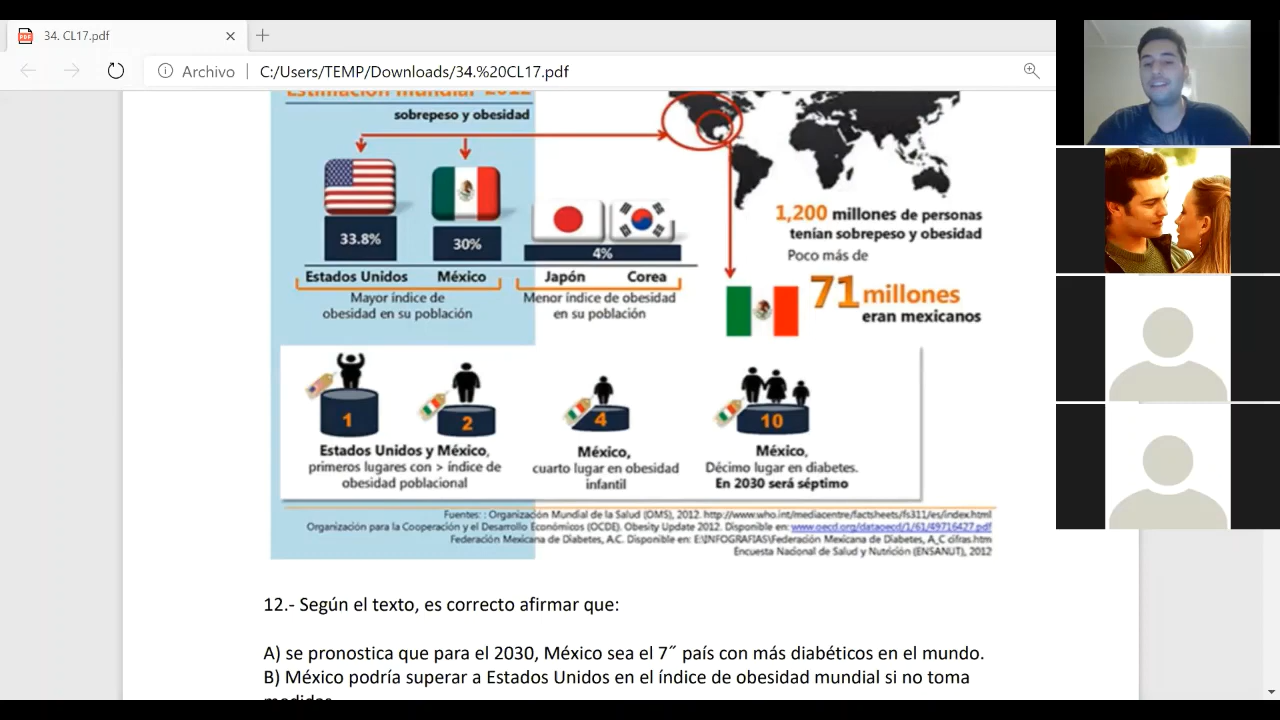 34. CL17.pdf
Archivo
C:/Users/TEMP/Downloads/34.%20CL17.pdf
Estimación mundial 2012
sobrepeso y obesidad
33.8%
30%
4%
Estados Unidos
México
Japón
Corea
Mayor índice de
obesidad en su población
Menor índice de obesidad
en su población
1,200 millones de personas
tenían sobrepeso y obesidad
Poco más de
71 millones
eran mexicanos
1
2
4
10
Estados Unidos y México,
primeros lugares con > índice de
obesidad poblacional
México,
cuarto lugar en obesidad
infantil
México,
Décimo lugar en diabetes.
En 2030 será séptimo
Fuentes: : Organización Mundial de la Salud (OMS), 2012. http://www.who.int/mediacentre/factsheets/fs311/es/index.html
Organización para la Cooperación y el Desarrollo Económicos (OCDE). Obesity Update 2012. Disponible en: www.oecd.org/dataoecd/1/61/49716427.pdf
Federación Mexicana de Diabetes, A.C. Disponible en: E:\INFOGRAFIAS\Federación Mexicana de Diabetes, A_C cifras.htm
Encuesta Nacional de Salud y Nutrición (ENSANUT), 2012
12.- Según el texto, es correcto afirmar que:
A) se pronostica que para el 2030, México sea el 7˝ país con más diabéticos en el mundo.
B) México podría superar a Estados Unidos en el índice de obesidad mundial si no toma
medidas